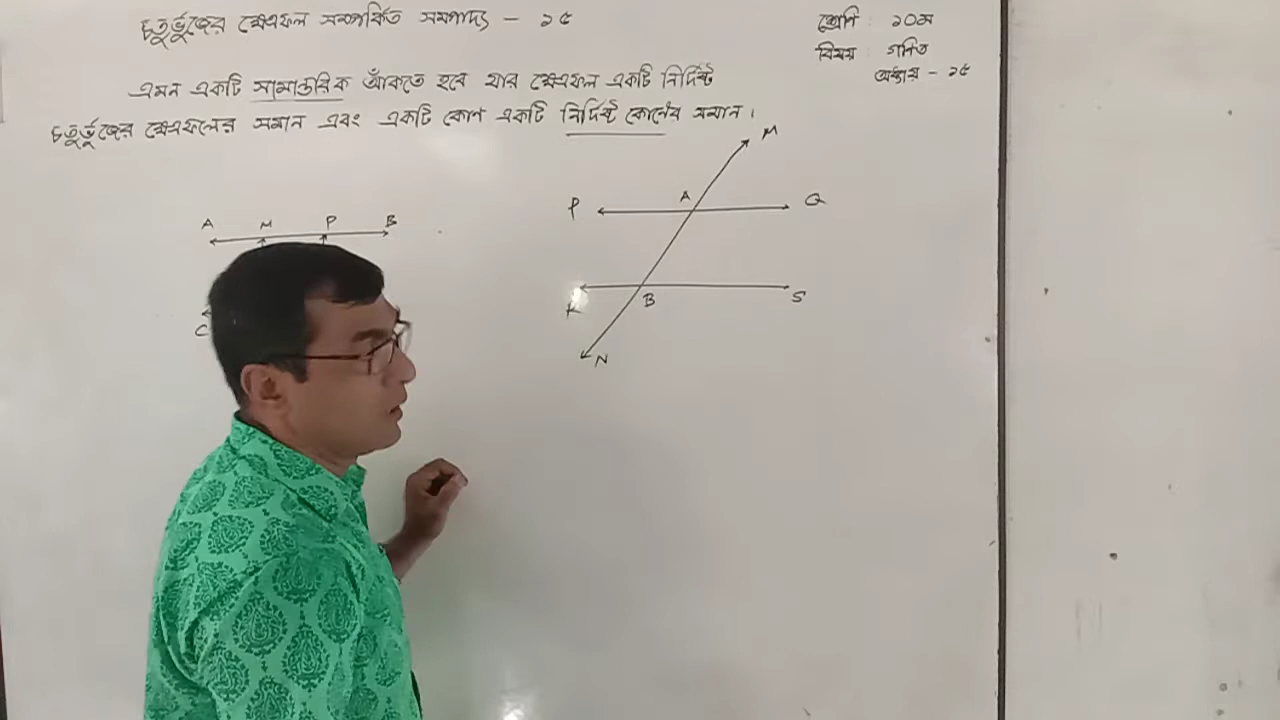 চতুর্ভুজের ক্ষেত্রফল সম্পর্কিত সম্পাদ্য - ১৫
শ্রেণি : ১০ম
বিষয় : গণিত
অধ্যায় - ১৫
এমন একটি সামান্তরিক আঁকতে হবে যার ক্ষেত্রফল একটি নির্দিষ্ট
চতুর্ভুজের ক্ষেত্রফলের সমান এবং একটি কোণ একটি নির্দিষ্ট কোণের সমান।
A M P B
C
M
P A Q
K B S
N